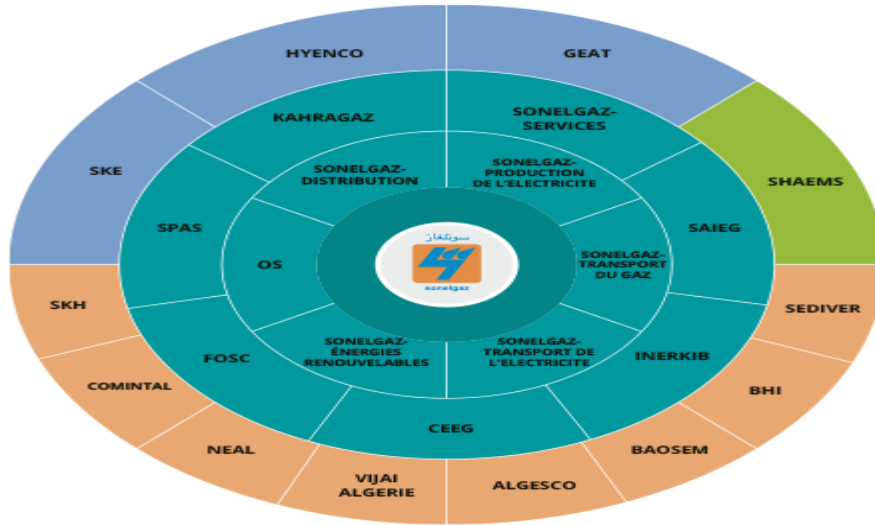 HYENCO
GEAT
KAHRAGAZ
SONELGAZ-
SERVICES
SKE
SONELGAZ-
DISTRIBUTION
SONELGAZ-
PRODUCTION
DE L'ELECTRICITE
SHAEMS
SPAS
SAIEG
OS
سونلغاز
sonelgaz
SONELGAZ-
TRANSPORT
DU GAZ
SKH
SEDIVER
FOSC
SONELGAZ-
ÉNERGIES
RENOUVELABLES
SONELGAZ-
TRANSPORT DE
L'ELECTRICITE
INERKIB
COMINTAL
BHI
CEEG
NEAL
BAOSEM
VIJAI
ALGERIE
ALGESCO